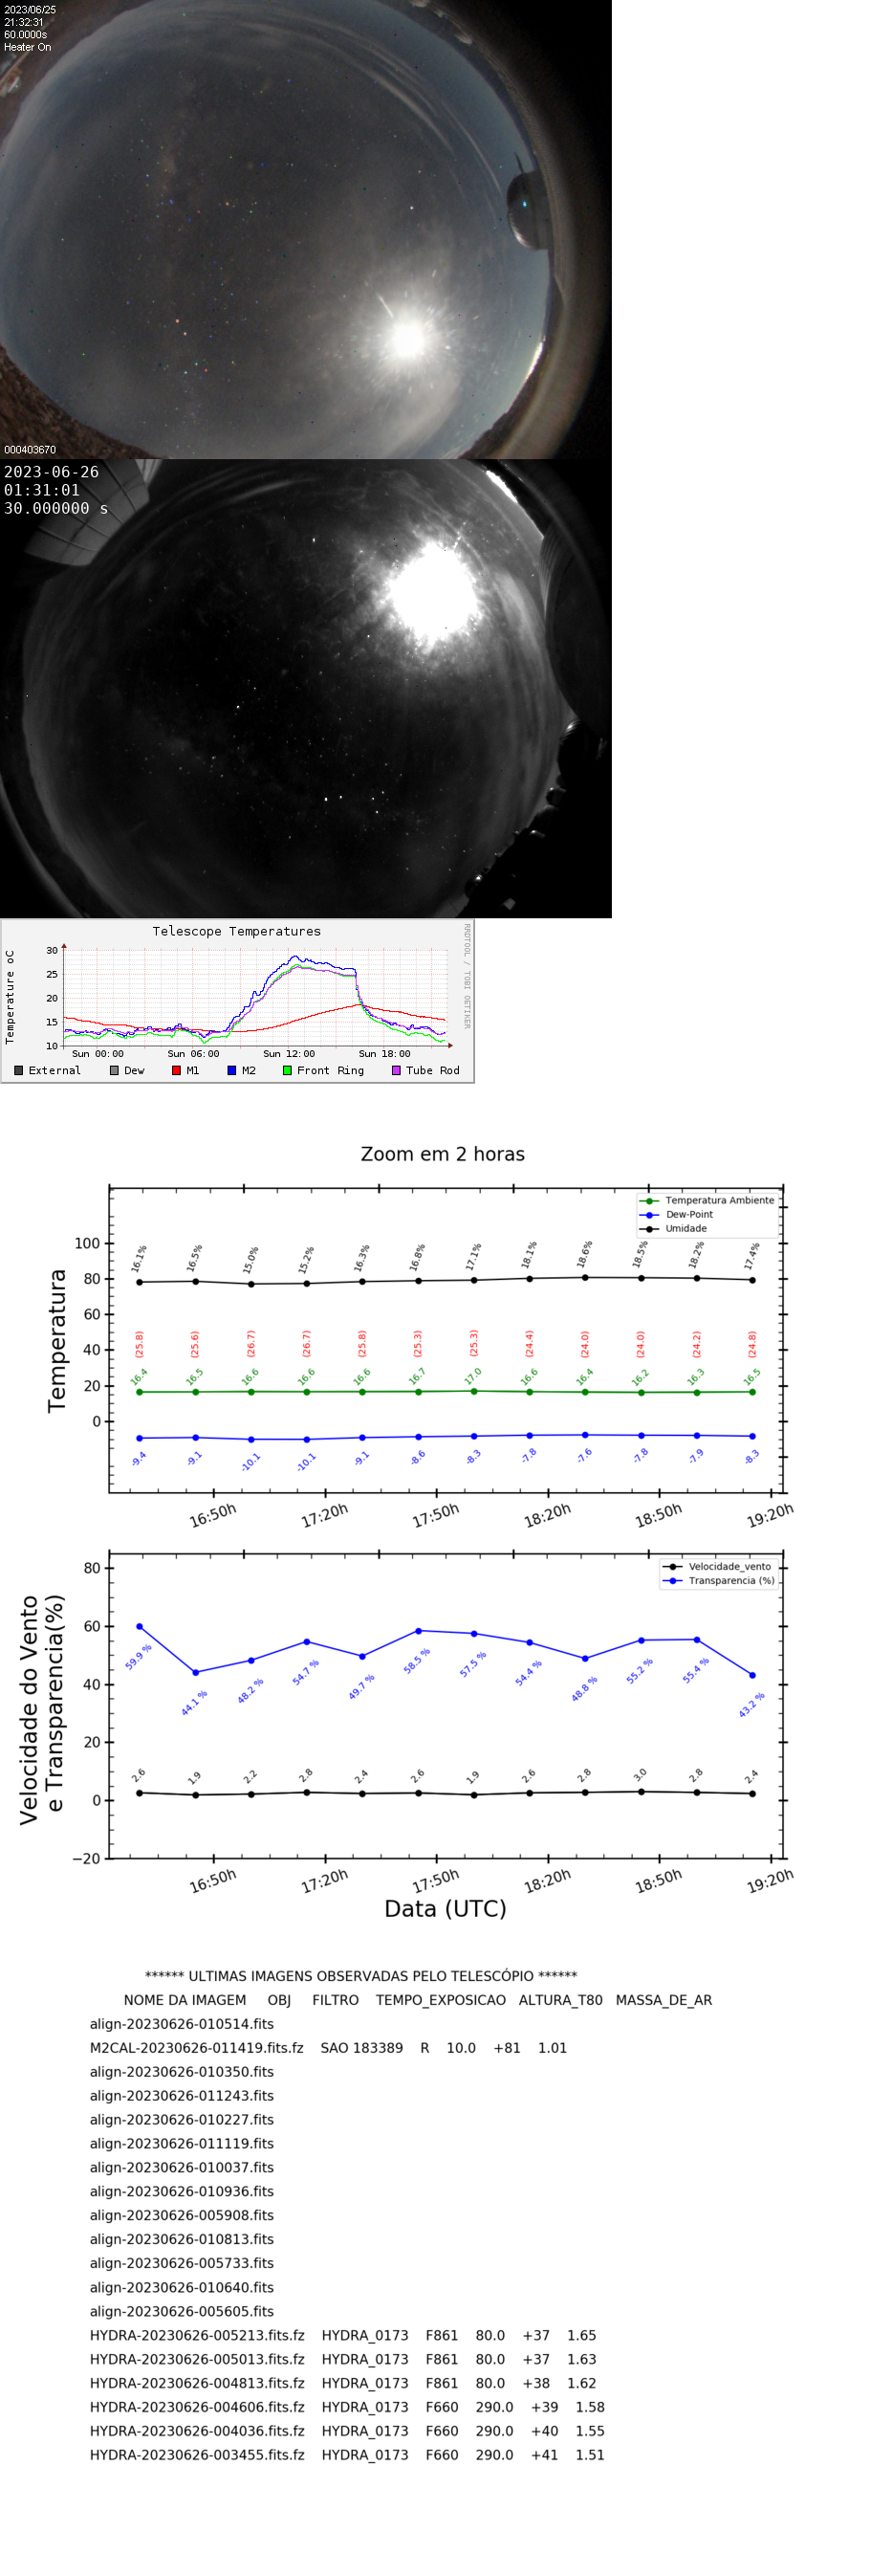 2023/06/25
21:32:31
60.0000s
Heater On
000403670
2023-06-26
01:31:01
30.000000 s
Telescope Temperatures
RRDTOOL / TOBI OETIKER
Temperature oC
30
25
20
15
10
Sun 00:00 Sun 06:00 Sun 12:00 Sun 18:00
External Dew M1 M2 Front Ring Tube Rod
Zoom em 2 horas
Temperatura Ambiente
Dew-Point
Umidade
Temperatura
100
80
60
40
20
0
16.1% 16.5% 15.0% 15.2% 16.3% 16.8% 17.1% 18.1% 18.6% 18.5% 18.2% 17.4%
(25.8) (25.6) (26.7) (26.7) (25.8) (25.3) (25.3) (24.4) (24.0) (24.0) (24.2) (24.8)
16.4 16.5 16.6 16.6 16.6 16.7 17.0 16.6 16.4 16.2 16.3 16.5
-9.4 -9.1 -10.1 -10.1 -9.1 -8.6 -8.3 -7.8 -7.6 -7.8 -7.9 -8.3
16:50h 17:20h 17:50h 18:20h 18:50h 19:20h
Velocidade_vento
Transparencia (%)
Velocidade do Vento
e Transparencia(%)
80
60
40
20
0
−20
59.9 % 44.1 % 48.2 % 54.7 % 49.7 % 58.5 % 57.5 % 54.4 % 48.8 % 55.2 % 55.4 % 43.2 %
2.6 1.9 2.2 2.8 2.4 2.6 1.9 2.6 2.8 3.0 2.8 2.4
16:50h 17:20h 17:50h 18:20h 18:50h 19:20h
Data (UTC)
****** ULTIMAS IMAGENS OBSERVADAS PELO TELESCÓPIO ******
NOME DA IMAGEM OBJ FILTRO TEMPO_EXPOSICAO ALTURA_T80 MASSA_DE_AR
align-20230626-010514.fits
M2CAL-20230626-011419.fits.fz SAO 183389 R 10.0 +81 1.01
align-20230626-010350.fits
align-20230626-011243.fits
align-20230626-010227.fits
align-20230626-011119.fits
align-20230626-010037.fits
align-20230626-010936.fits
align-20230626-005908.fits
align-20230626-010813.fits
align-20230626-005733.fits
align-20230626-010640.fits
align-20230626-005605.fits
HYDRA-20230626-005213.fits.fz HYDRA_0173 F861 80.0 +37 1.65
HYDRA-20230626-005013.fits.fz HYDRA_0173 F861 80.0 +37 1.63
HYDRA-20230626-004813.fits.fz HYDRA_0173 F861 80.0 +38 1.62
HYDRA-20230626-004606.fits.fz HYDRA_0173 F660 290.0 +39 1.58
HYDRA-20230626-004036.fits.fz HYDRA_0173 F660 290.0 +40 1.55
HYDRA-20230626-003455.fits.fz HYDRA_0173 F660 290.0 +41 1.51